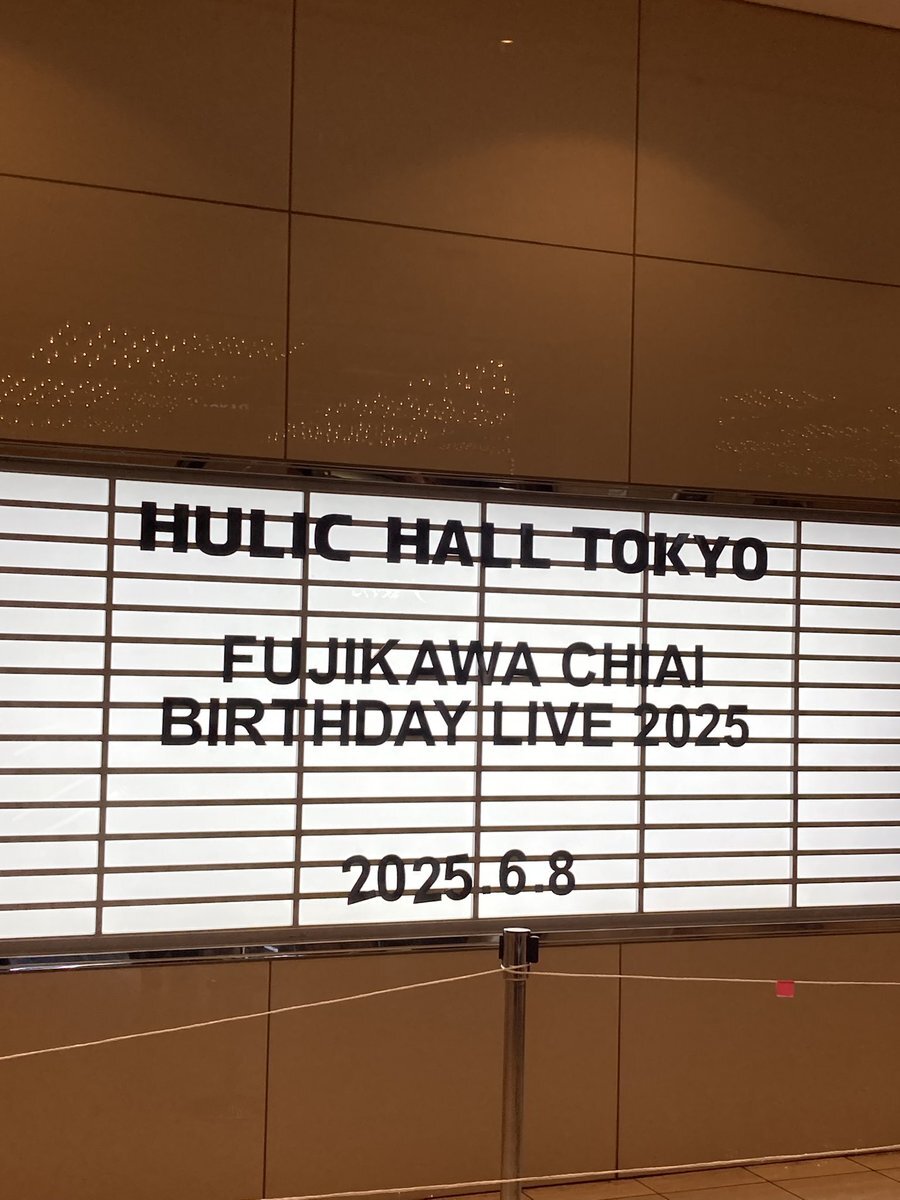 HULIC HALL TOKYO
FUJIKAWA CHIAI
BIRTHDAY LIVE 2025
2025.6.8